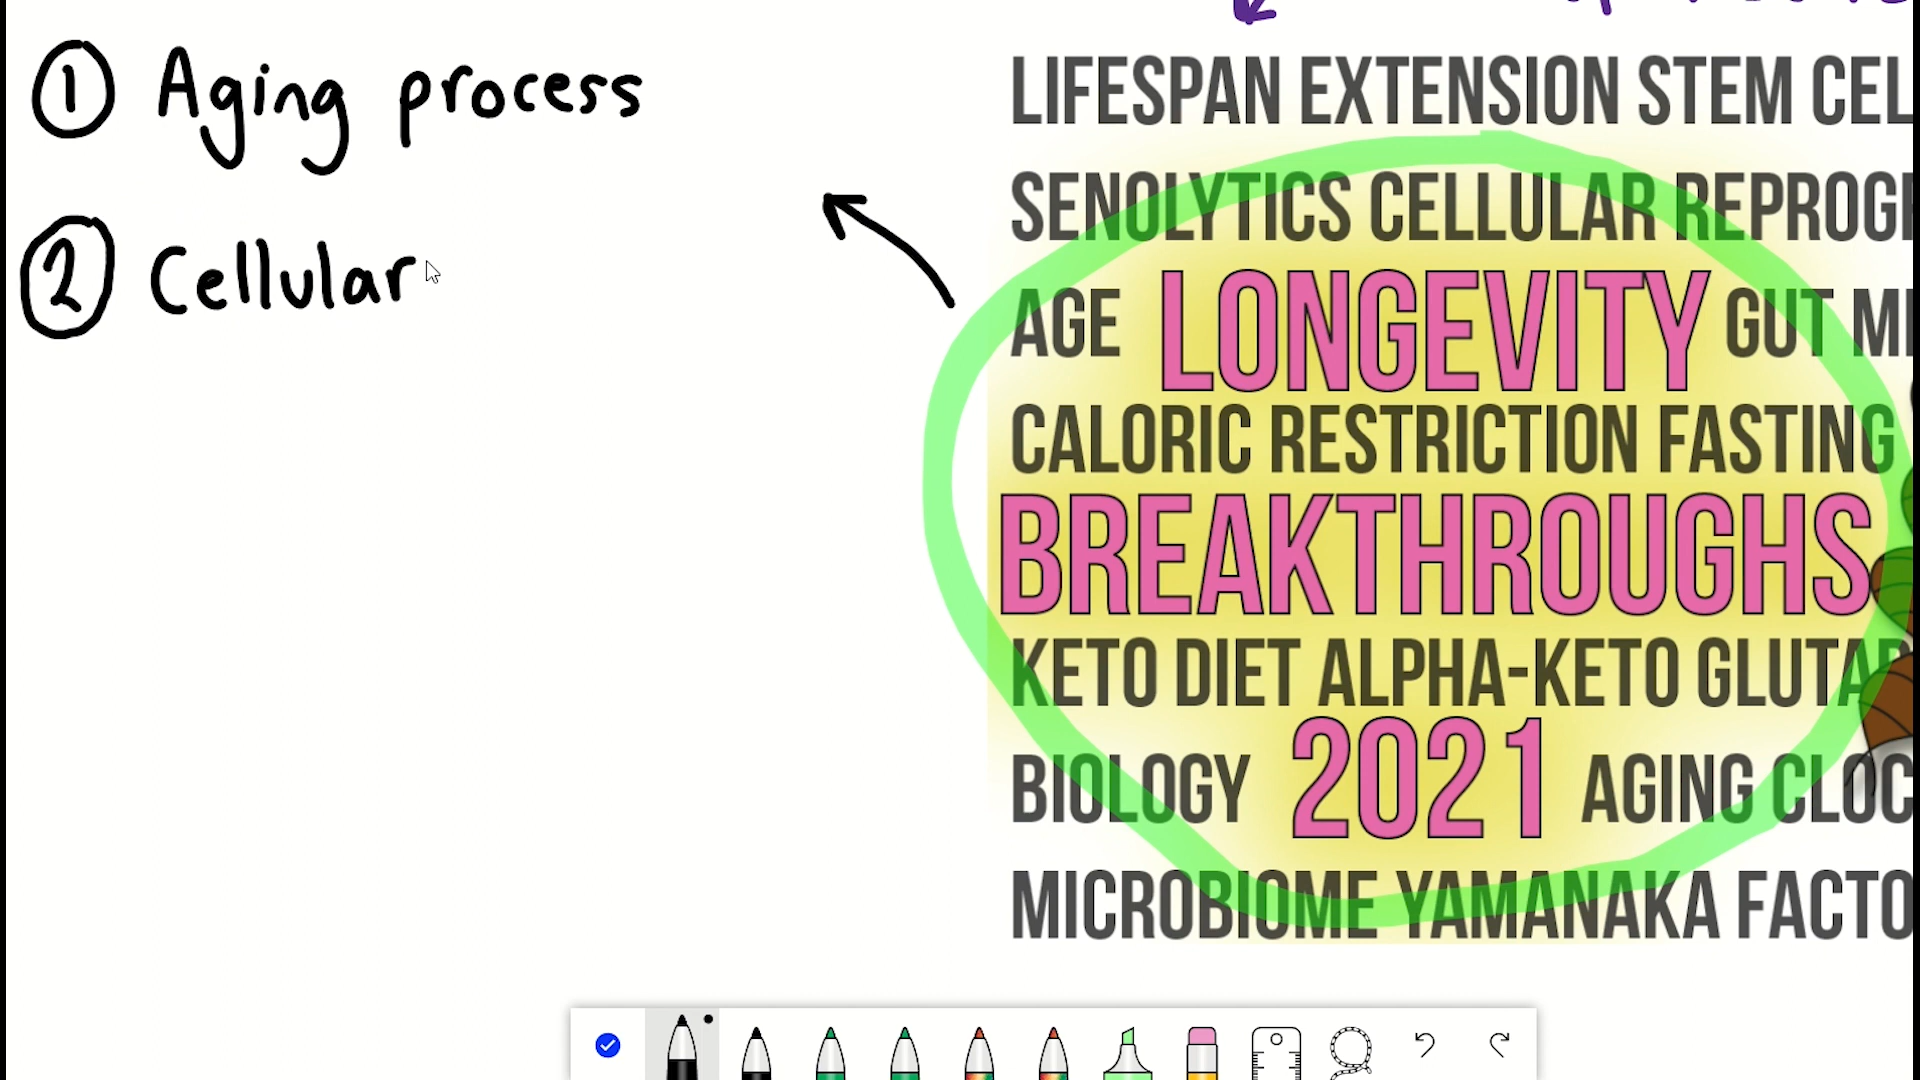 ① Aging process
② Cellular
LIFESPAN EXTENSION STEM CEL
SENOLYTICS CELLULAR REPROG
AGE LONGEVITY GUT MI
CALORIC RESTRICTION FASTING
BREAKTHROUGHS
KETO DIET ALPHA-KETO GLUTAR
BIOLOGY 2021 AGING CLOC
MICROBIOME YAMANAKA FACTO